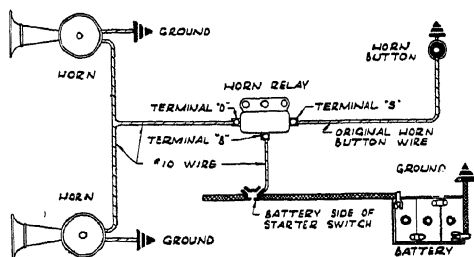 GROUND
HORN
HORN
BUTTON
HORN RELAY
TERMINAL "D"
TERMINAL "S"
TERMINAL "B"
ORIGINAL HORN
BUTTON WIRE
#10 WIRE
GROUND
HORN
GROUND
BATTERY SIDE OF
STARTER SWITCH
BATTERY